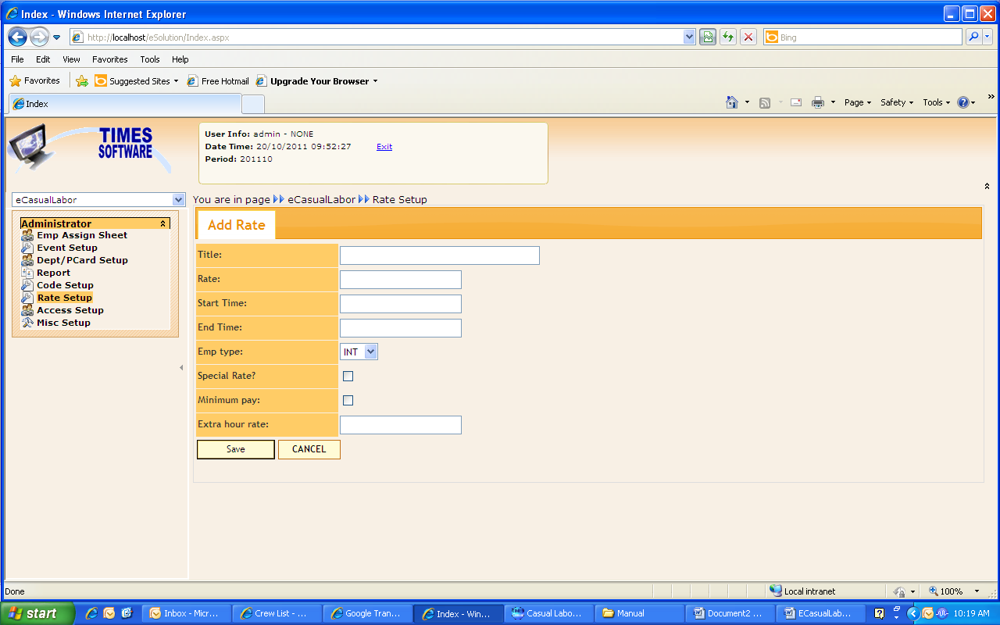 Index - Windows Internet Explorer
http://localhost/eSolution/Index.aspx
Bing
File Edit View Favorites Tools Help
Favorites Suggested Sites Free Hotmail Upgrade Your Browser
Index
Page Safety Tools
TIMES
SOFTWARE
User Info: admin - NONE
Date Time: 20/10/2011 09:52:27 Exit
Period: 201110
eCasualLabor
You are in page eCasualLabor Rate Setup
Administrator
Emp Assign Sheet
Event Setup
Dept/PCard Setup
Report
Code Setup
Rate Setup
Access Setup
Misc Setup
Add Rate
Title:
Rate:
Start Time:
End Time:
Emp type: INT
Special Rate?
Minimum pay:
Extra hour rate:
Save CANCEL
Done Local intranet 100%
start Inbox - Micr... Crew List - ... Google Tran... Index - Win... Casual Labo... Manual Document2 ... ECasualLab... 10:19 AM